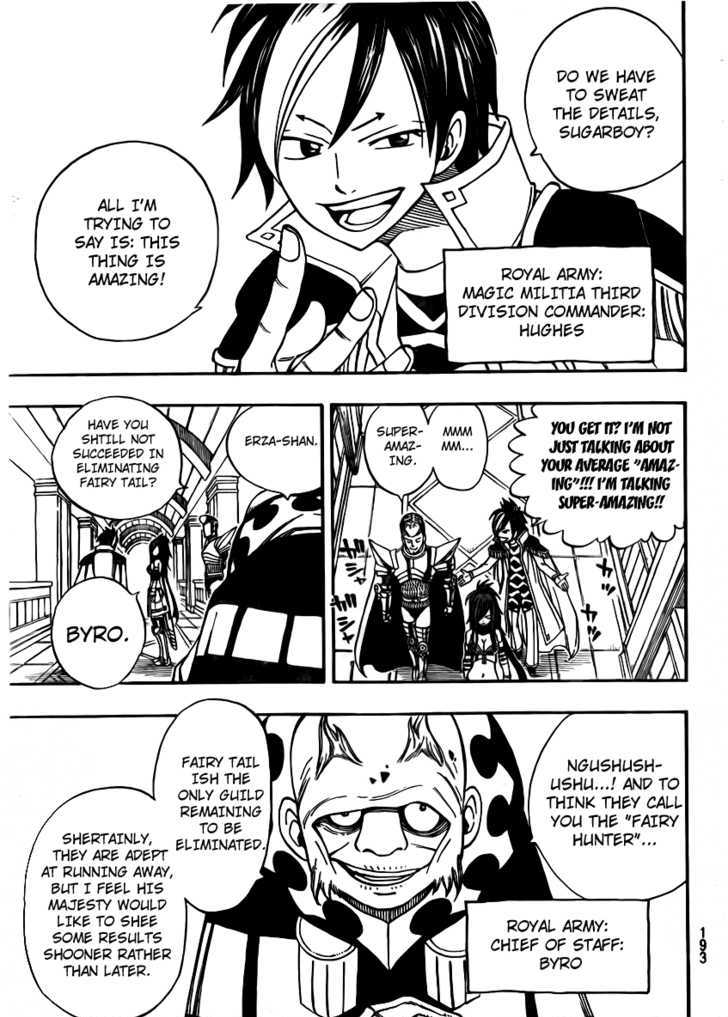 DO WE HAVE
TO SWEAT
THE DETAILS,
SUGARBOY?
ALL I'M
TRYING TO
SAY IS: THIS
THING IS
AMAZING!
ROYAL ARMY:
MAGIC MILITIA THIRD
DIVISION COMMANDER:
HUGHES
YOU GET IT? I'M NOT
JUST TALKING ABOUT
YOUR AVERAGE "AMAZ-
ING"!!! I'M TALKING
SUPER-AMAZING!!
MMM
MM...
SUPER-
AMAZ-
ING.
ERZA-SHAN.
HAVE YOU
SHTILL NOT
SUCCEEDED IN
ELIMINATING
FAIRY TAIL?
BYRO.
NGUSHUSH-
USHU...! AND TO
THINK THEY CALL
YOU THE "FAIRY
HUNTER"...
FAIRY TAIL
ISH THE
ONLY GUILD
REMAINING
TO BE
ELIMINATED.
SHERTAINLY,
THEY ARE ADEPT
AT RUNNING AWAY,
BUT I FEEL HIS
MAJESTY WOULD
LIKE TO SHEE
SOME RESULTS
SHOONER RATHER
THAN LATER.
ROYAL ARMY:
CHIEF OF STAFF:
BYRO
193